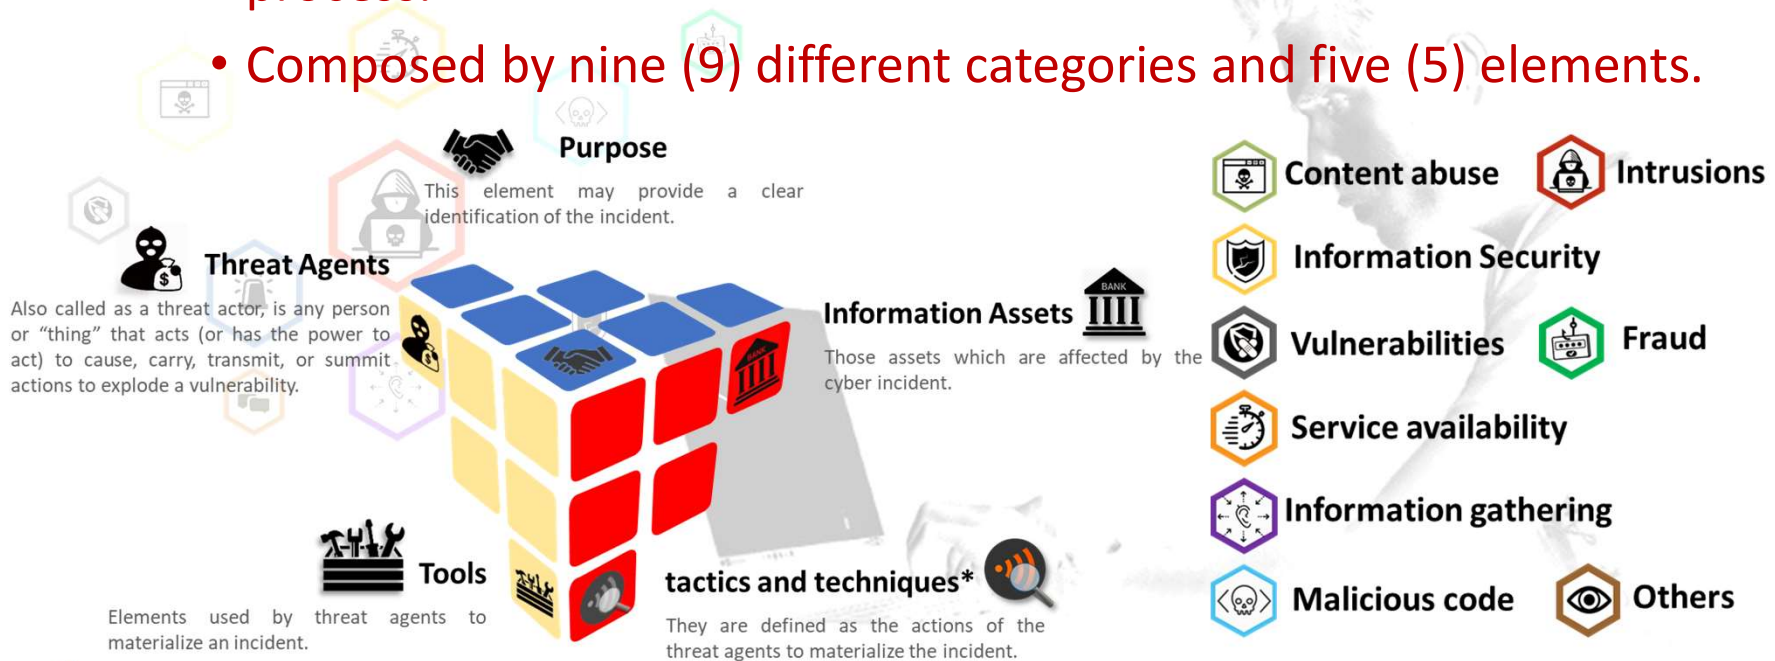 process.
• Composed by nine (9) different categories and five (5) elements.
Purpose
This element may provide a clear
identification of the incident.
Threat Agents
Also called as a threat actor, is any person
or “thing” that acts (or has the power to
act) to cause, carry, transmit, or summit
actions to explode a vulnerability.
Information Assets
BANK
Those assets which are affected by the
cyber incident.
BANK
Tools
Elements used by threat agents to
materialize an incident.
tactics and techniques*
They are defined as the actions of the
threat agents to materialize the incident.
Content abuse
Intrusions
Information Security
Vulnerabilities
Fraud
Service availability
Information gathering
Malicious code
Others